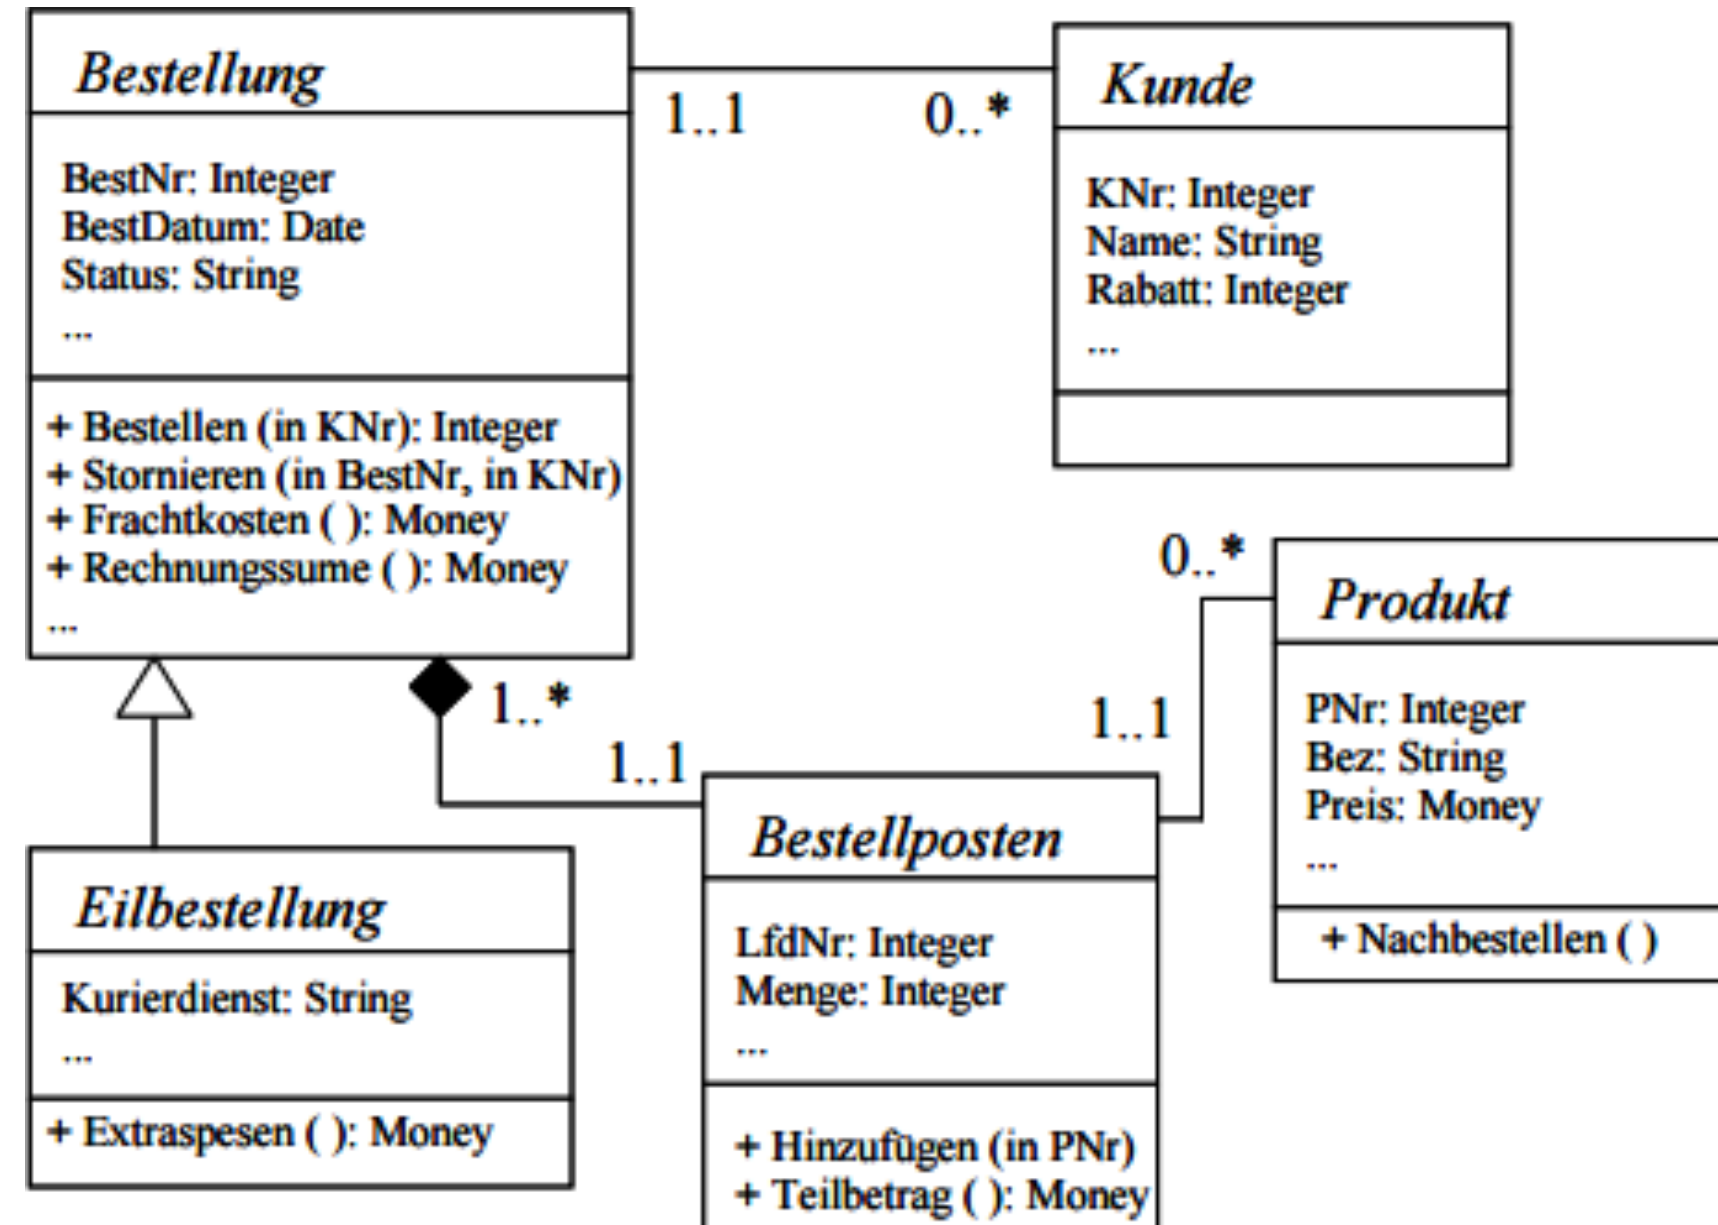 Bestellung
BestNr: Integer
BestDatum: Date
Status: String
...
+ Bestellen (in KNr): Integer
+ Stornieren (in BestNr, in KNr)
+ Frachtkosten ( ): Money
+ Rechnungssume ( ): Money
...
1..1
0..*
Kunde
KNr: Integer
Name: String
Rabatt: Integer
...
0..*
1..1
Produkt
PNr: Integer
Bez: String
Preis: Money
...
+ Nachbestellen ( )
1..*
1..1
Eilbestellung
Kurierdienst: String
...
+ Extraspesen ( ): Money
Bestellposten
LfdNr: Integer
Menge: Integer
...
+ Hinzufügen (in PNr)
+ Teilbetrag ( ): Money